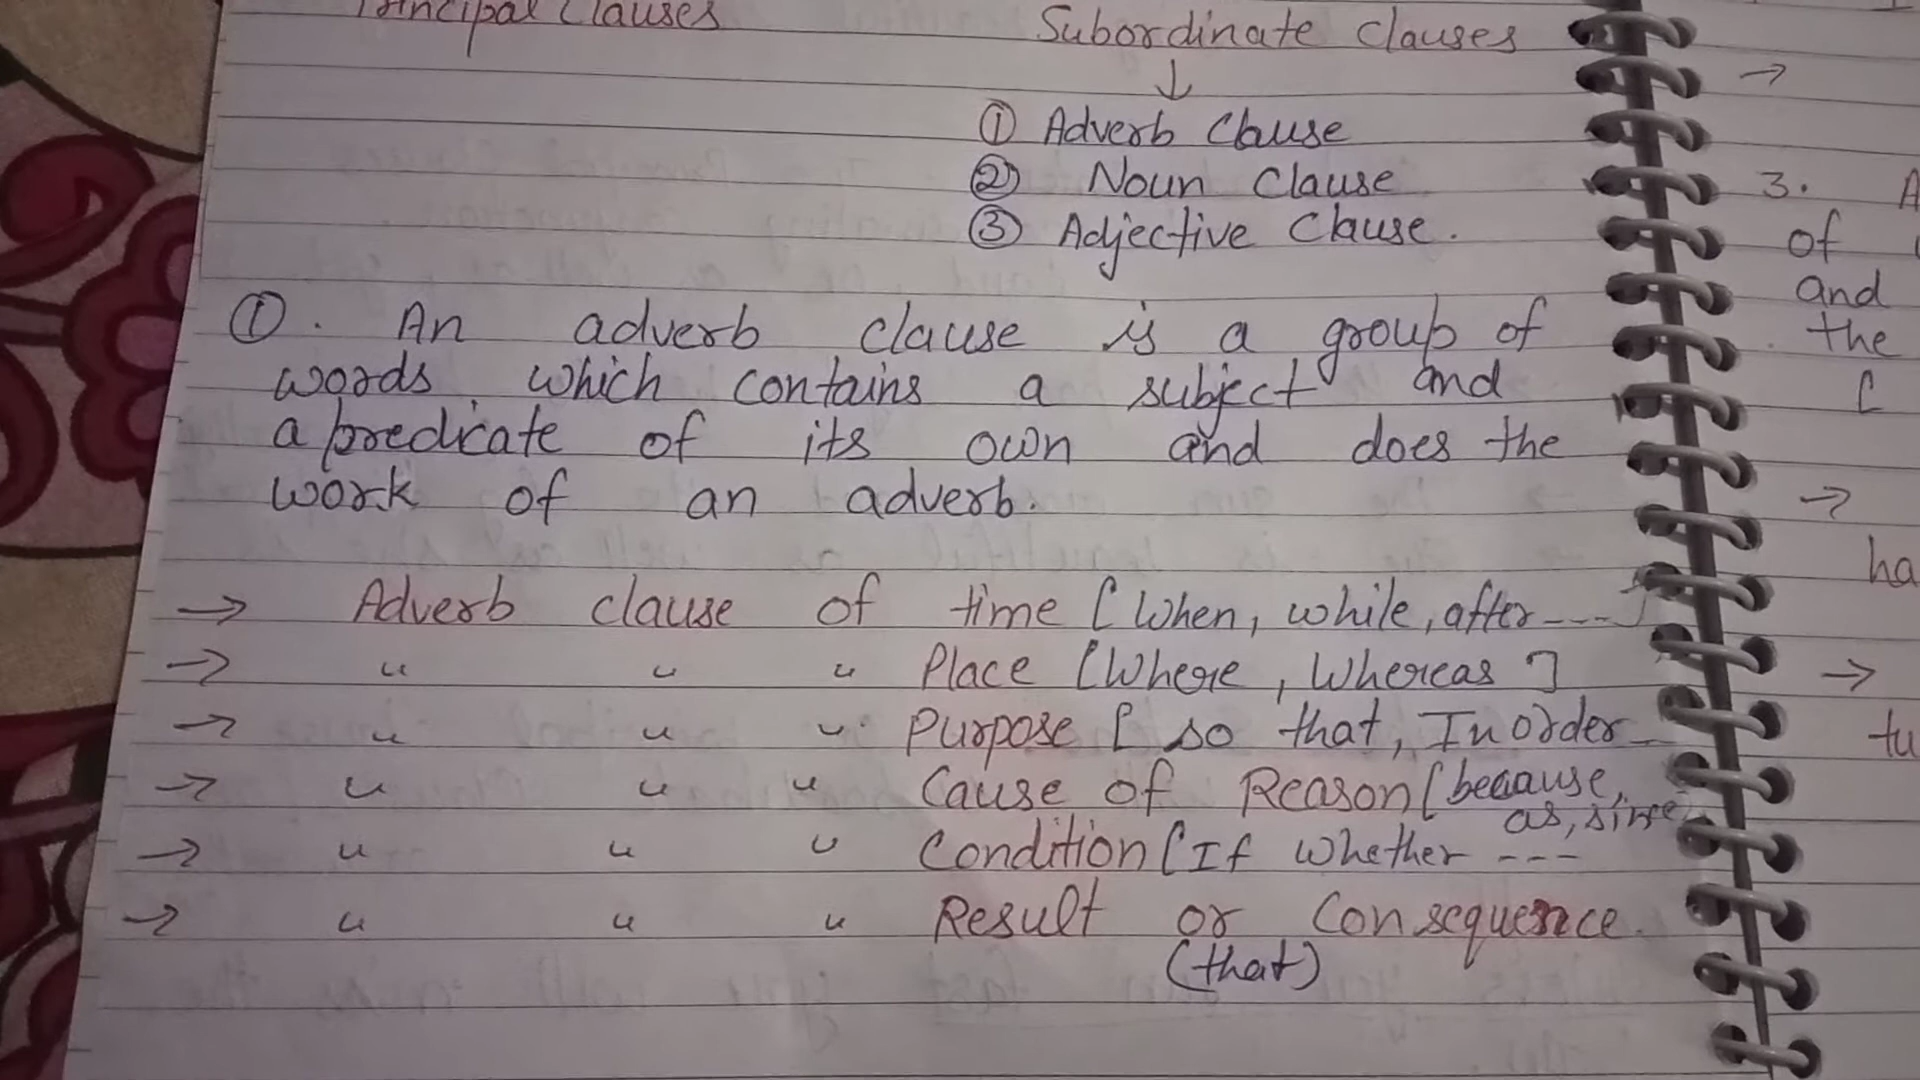 Principal Clauses Subordinate Clauses
↓
① Adverb Clause
② Noun Clause
③ Adjective Clause.
①. An adverb clause is a group of
words which contains a subject and
a predicate of its own and does the
work of an adverb.
→ Adverb clause of time [When, while, after ----]
→ " " " Place [Where, Whereas]
→ " " " Purpose [so that, In order
→ " " " Cause of Reason [because,
as, since
→ " " " Condition [If whether ---
→ " " " Result or Consequence.
(that)
→
3. A
of
and
the
[
→
ha
→
tu